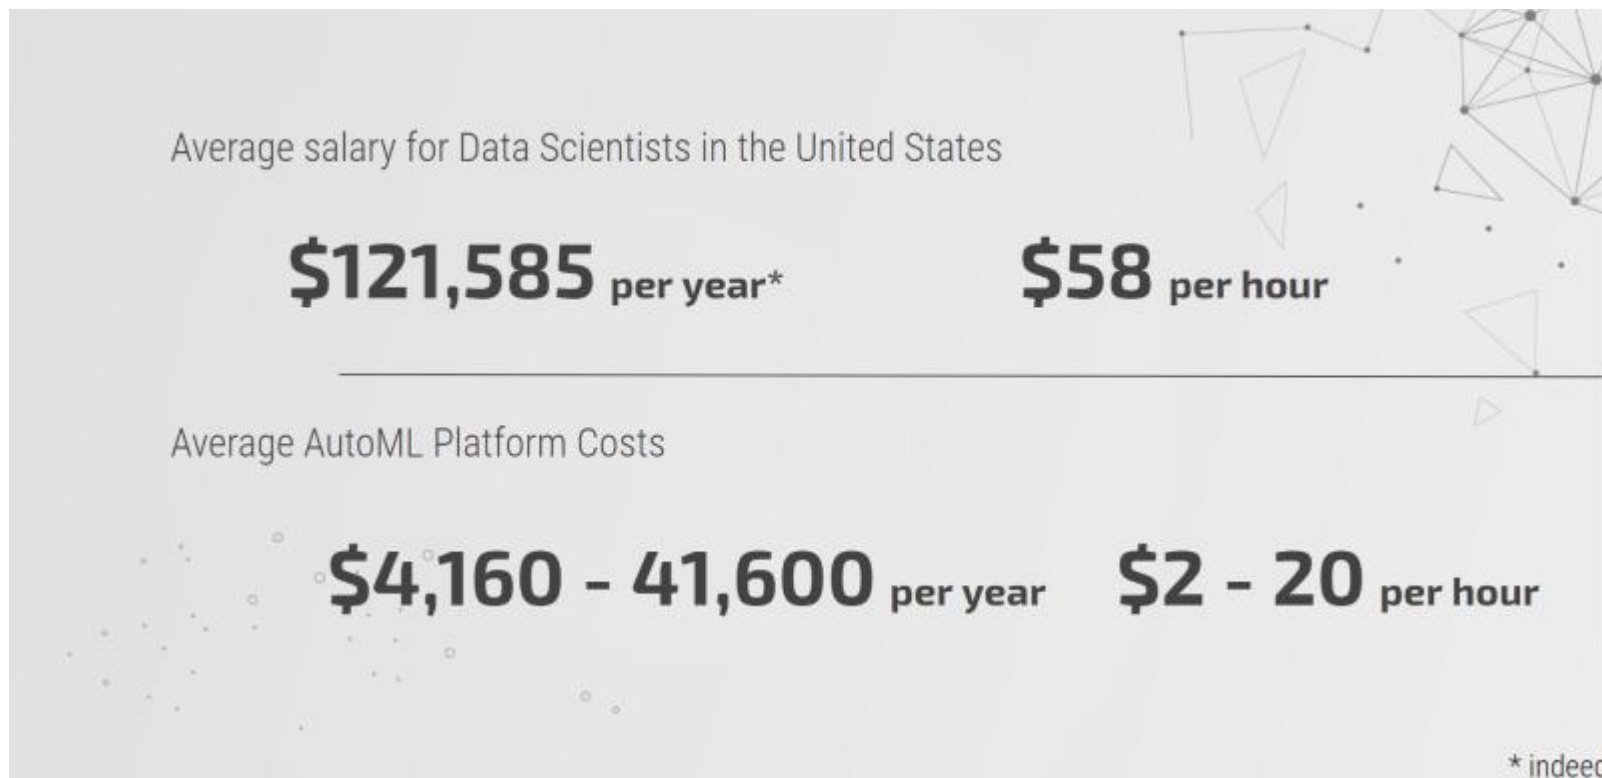 Average salary for Data Scientists in the United States
$121,585 per year* $58 per hour
Average AutoML Platform Costs
$4,160 - 41,600 per year $2 - 20 per hour
* indeed